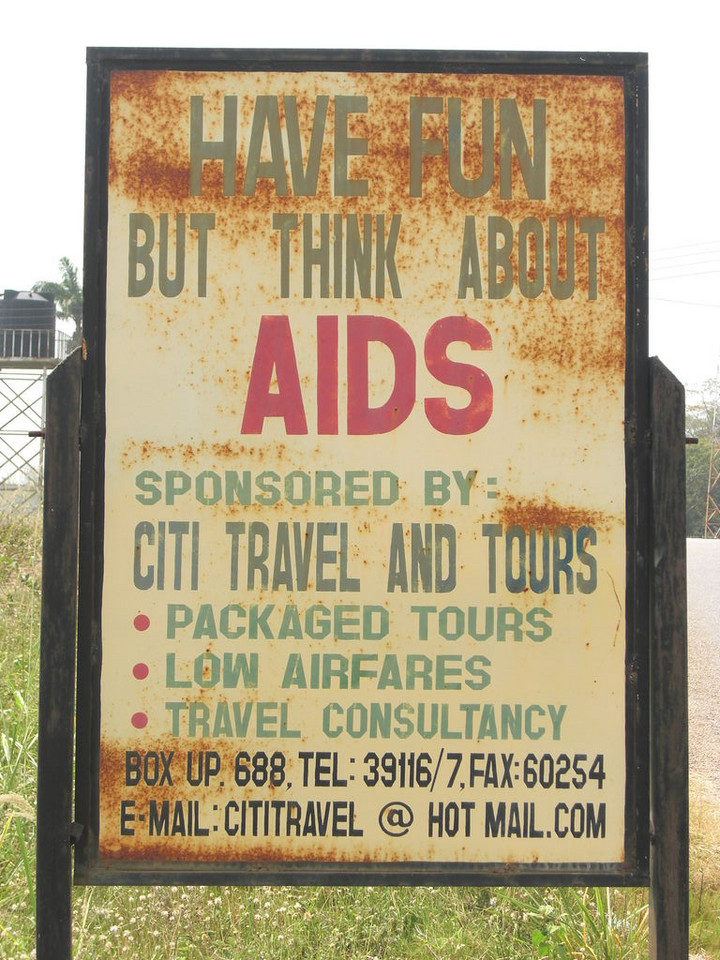 HAVE FUN
BUT THINK ABOUT
AIDS
SPONSORED BY:
CITI TRAVEL AND TOURS
• PACKAGED TOURS
• LOW AIRFARES
• TRAVEL CONSULTANCY
BOX UP. 688, TEL: 39116/7, FAX: 60254
E-MAIL: CITITRAVEL @ HOT MAIL.COM